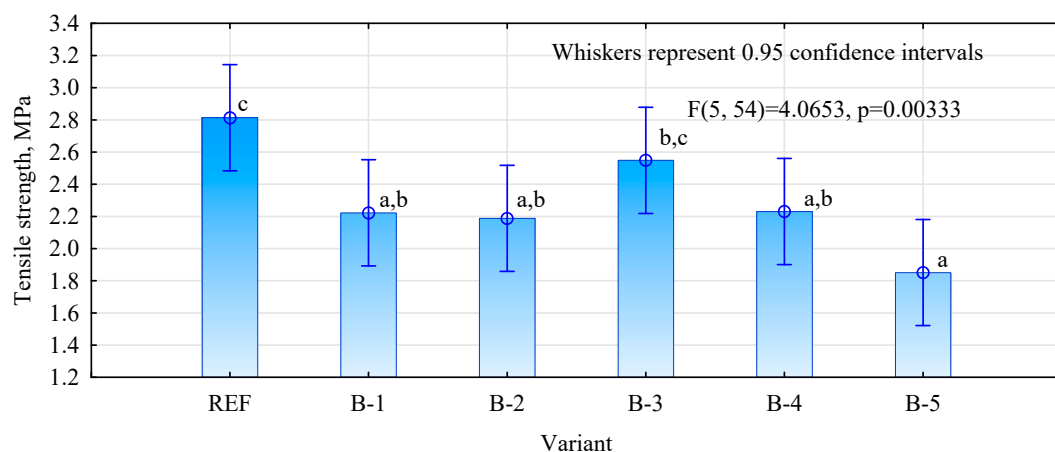 3.4
3.2
3.0
2.8
2.6
2.4
2.2
2.0
1.8
1.6
1.4
1.2
Tensile strength, MPa
Whiskers represent 0.95 confidence intervals
F(5, 54)=4.0653, p=0.00333
c
a,b
a,b
b,c
a,b
a
REF B-1 B-2 B-3 B-4 B-5
Variant